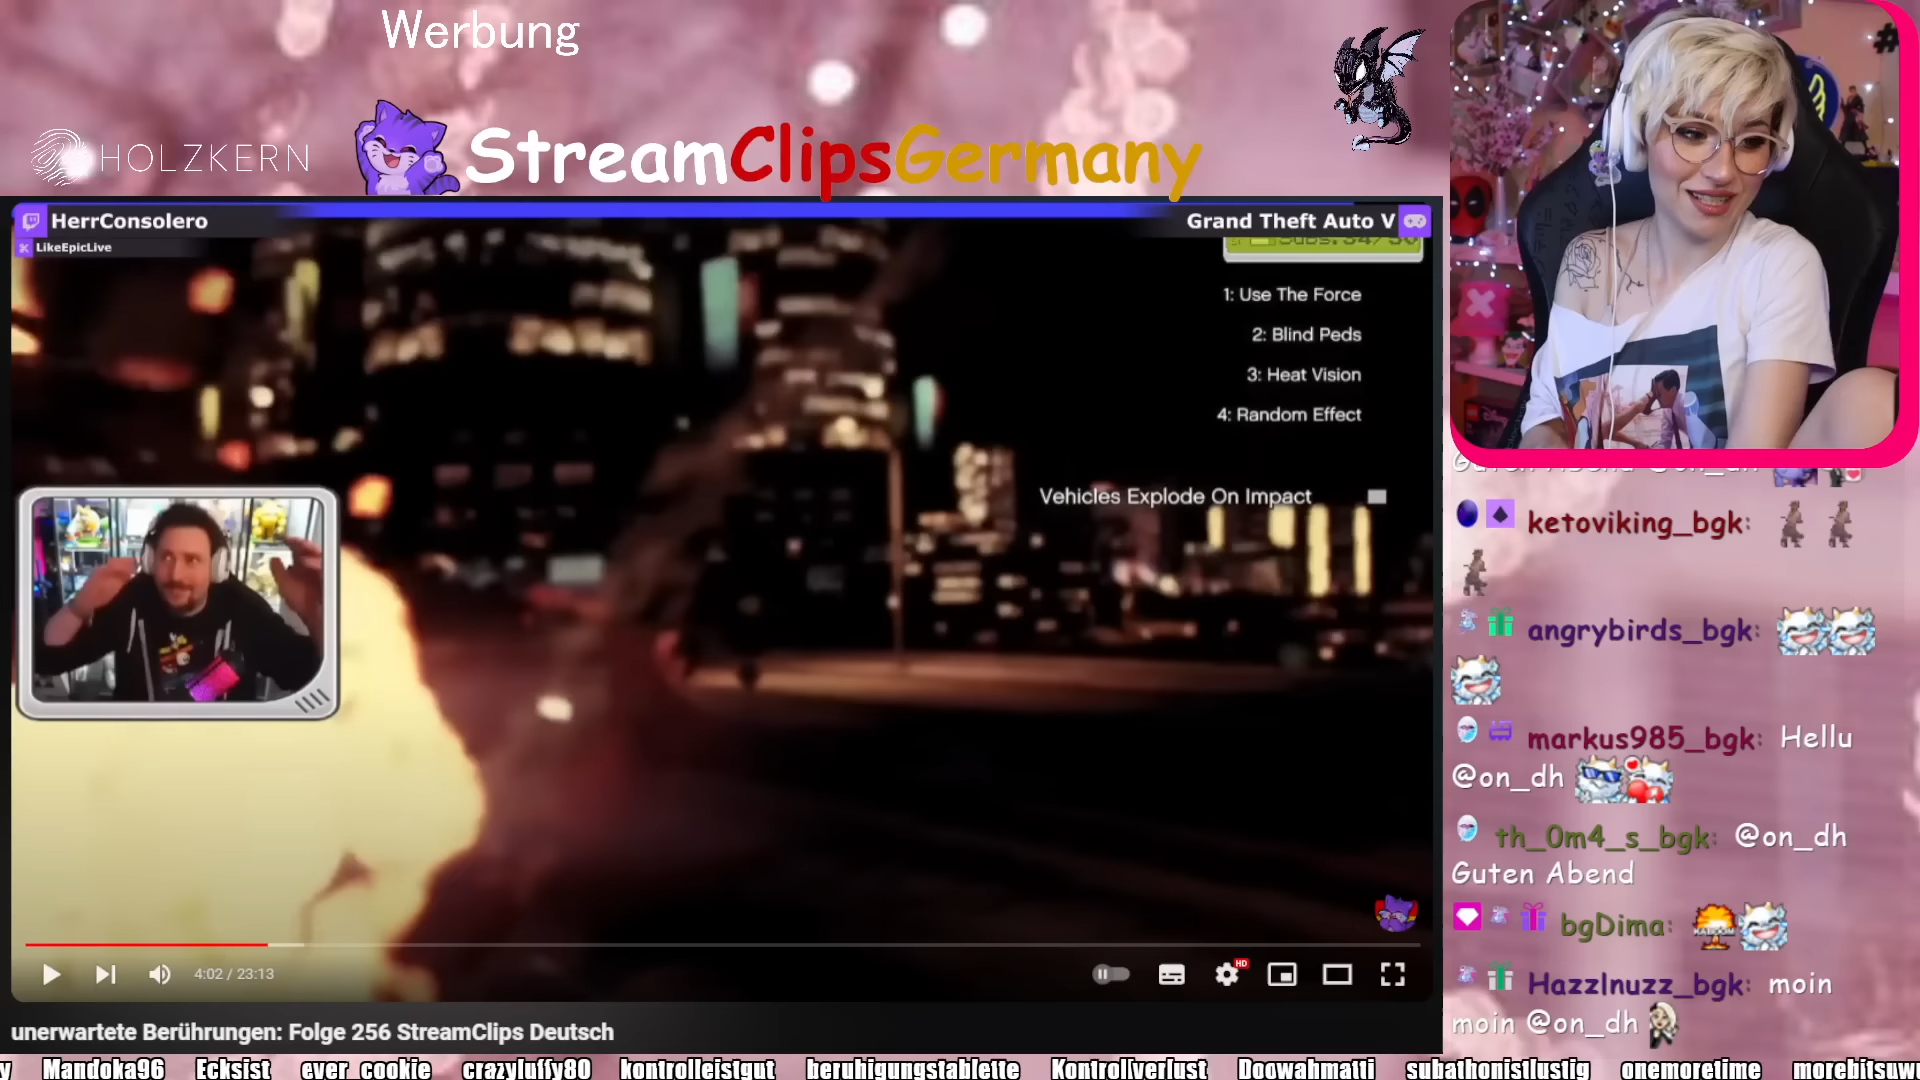 Werbung
HOLZKERN
StreamClipsGermany
HerrConsolero
LikeEpicLive
Grand Theft Auto V
1: Use The Force
2: Blind Peds
3: Heat Vision
4: Random Effect
Vehicles Explode On Impact
4:02 / 23:13
HD
unerwartete Berührungen: Folge 256 StreamClips Deutsch
ketoviking_bgk:
angrybirds_bgk:
markus985_bgk: Hellu
@on_dh
th_0m4_s_bgk: @on_dh
Guten Abend
bgDima:
Hazzlnuzz_bgk: moin
moin @on_dh
Mandoka96 Ecksist ever_cookie crazyluffy80 kontrolleistgut beruhigungstablette Kontrollverlust Doowahmatti subathonistlustig onemoretime